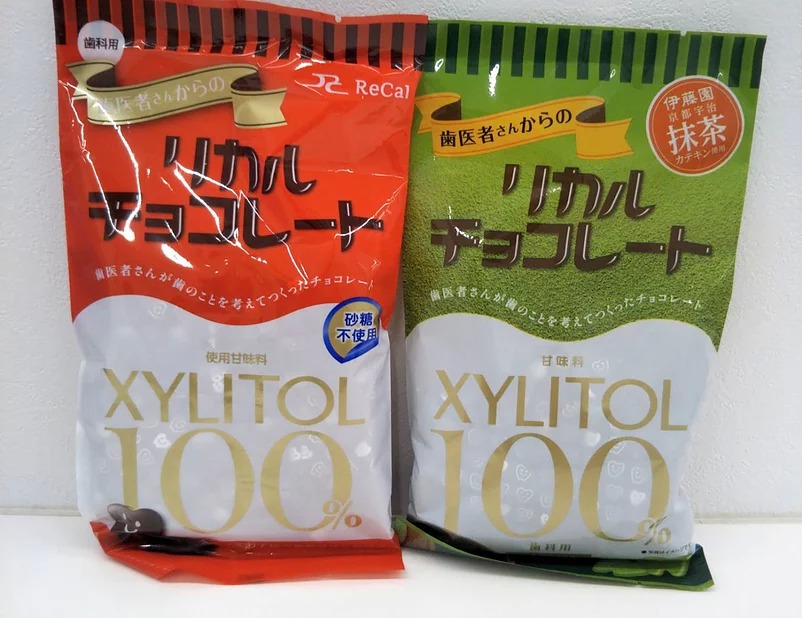 歯科用
歯医者さんからの
ReCal
リカル
チョコレート
歯医者さんが歯のことを考えてつくったチョコレート
砂糖
不使用
使用甘味料
XYLITOL
100%
歯医者さんからの
伊藤園
京都宇治
抹茶
カテキン使用
リカル
チョコレート
歯医者さんが歯のことを考えてつくったチョコレート
甘味料
XYLITOL
100%
歯科用